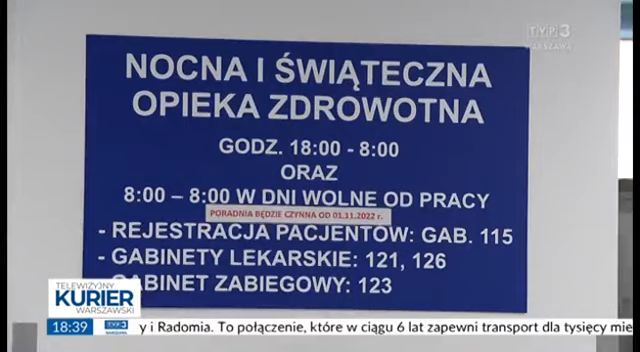 TVP3
WARSZAWA
NOCNA I ŚWIĄTECZNA
OPIEKA ZDROWOTNA
GODZ. 18:00 - 8:00
ORAZ
8:00 – 8:00 W DNI WOLNE OD PRACY
PORADNIA BĘDZIE CZYNNA OD 01.11.2022 r.
- REJESTRACJA PACJENTÓW: GAB. 115
- GABINETY LEKARSKIE: 121, 126
- GABINET ZABIEGOWY: 123
TELEWIZYJNY
KURIER
WARSZAWSKI
18:39 TVP3 WARSZAWA y i Radomia. To połączenie, które w ciągu 6 lat zapewni transport dla tysięcy mie